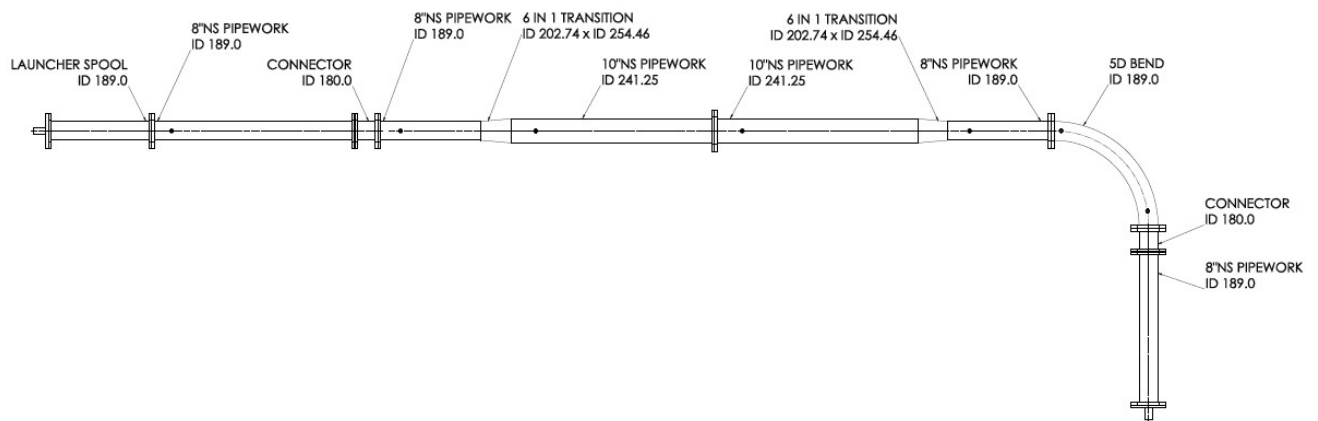 LAUNCHER SPOOL
ID 189.0
8"NS PIPEWORK
ID 189.0
CONNECTOR
ID 180.0
8"NS PIPEWORK
ID 189.0
6 IN 1 TRANSITION
ID 202.74 x ID 254.46
10"NS PIPEWORK
ID 241.25
10"NS PIPEWORK
ID 241.25
6 IN 1 TRANSITION
ID 202.74 x ID 254.46
8"NS PIPEWORK
ID 189.0
5D BEND
ID 189.0
CONNECTOR
ID 180.0
8"NS PIPEWORK
ID 189.0